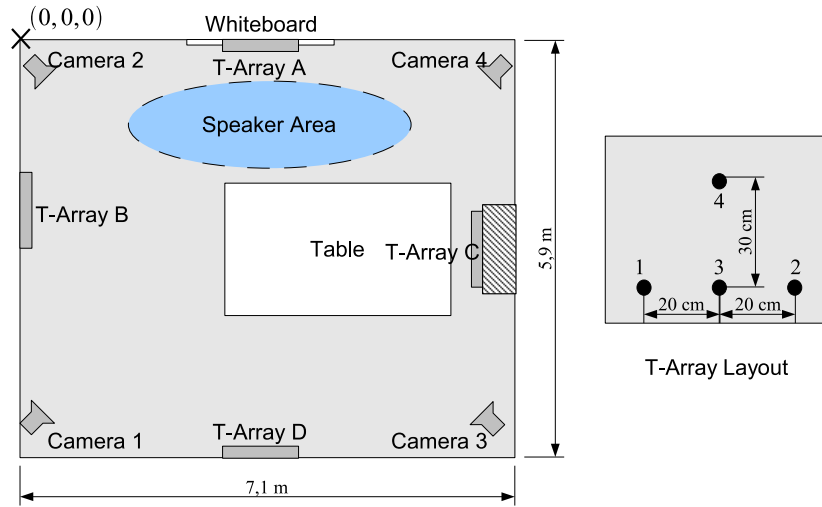 (0, 0, 0)
Whiteboard
Camera 2
T-Array A
Camera 4
Speaker Area
T-Array B
Table
T-Array C
5,9 m
Camera 1
T-Array D
Camera 3
7,1 m
4
30 cm
1
3
2
20 cm
20 cm
T-Array Layout